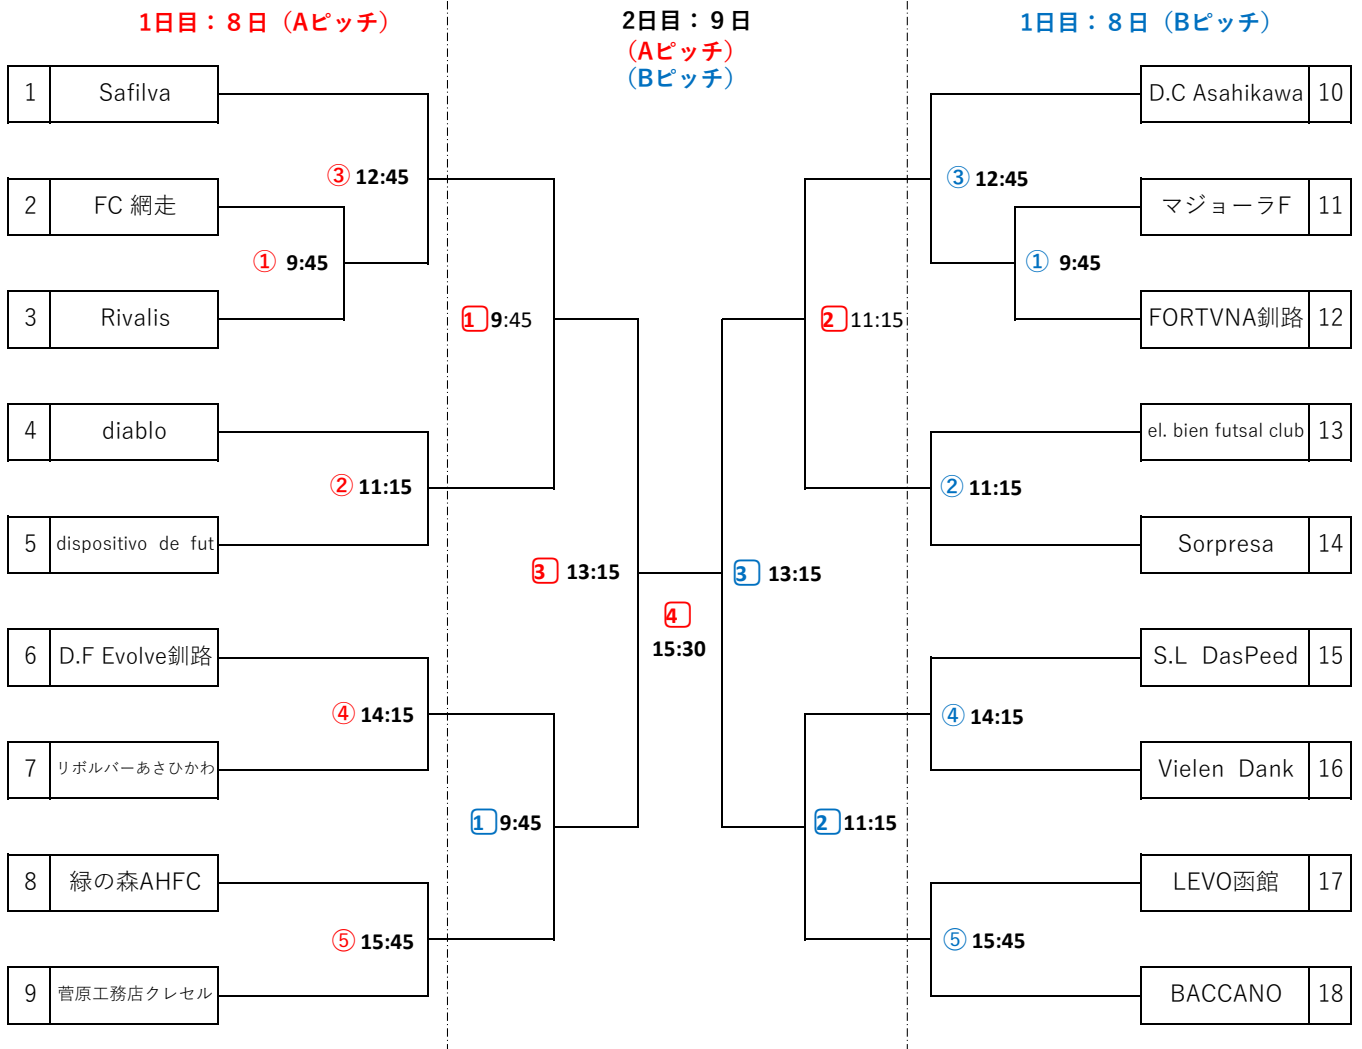 1日目：８日（Aピッチ）
2日目：９日
（Aピッチ）
（Bピッチ）
1日目：８日（Bピッチ）
1 Safilva
③ 12:45
2 FC 網走
① 9:45
3 Rivalis
1 9:45
4 diablo
② 11:15
5 dispositivo de fut
3 13:15
6 D.F Evolve釧路
④ 14:15
7 リボルバーあさひかわ
1 9:45
8 緑の森AHFC
⑤ 15:45
9 菅原工務店クレセル
4
15:30
D.C Asahikawa 10
③ 12:45
マジョーラF 11
① 9:45
FORTVNA釧路 12
2 11:15
el. bien futsal club 13
② 11:15
Sorpresa 14
3 13:15
S.L DasPeed 15
④ 14:15
Vielen Dank 16
2 11:15
LEVO函館 17
⑤ 15:45
BACCANO 18